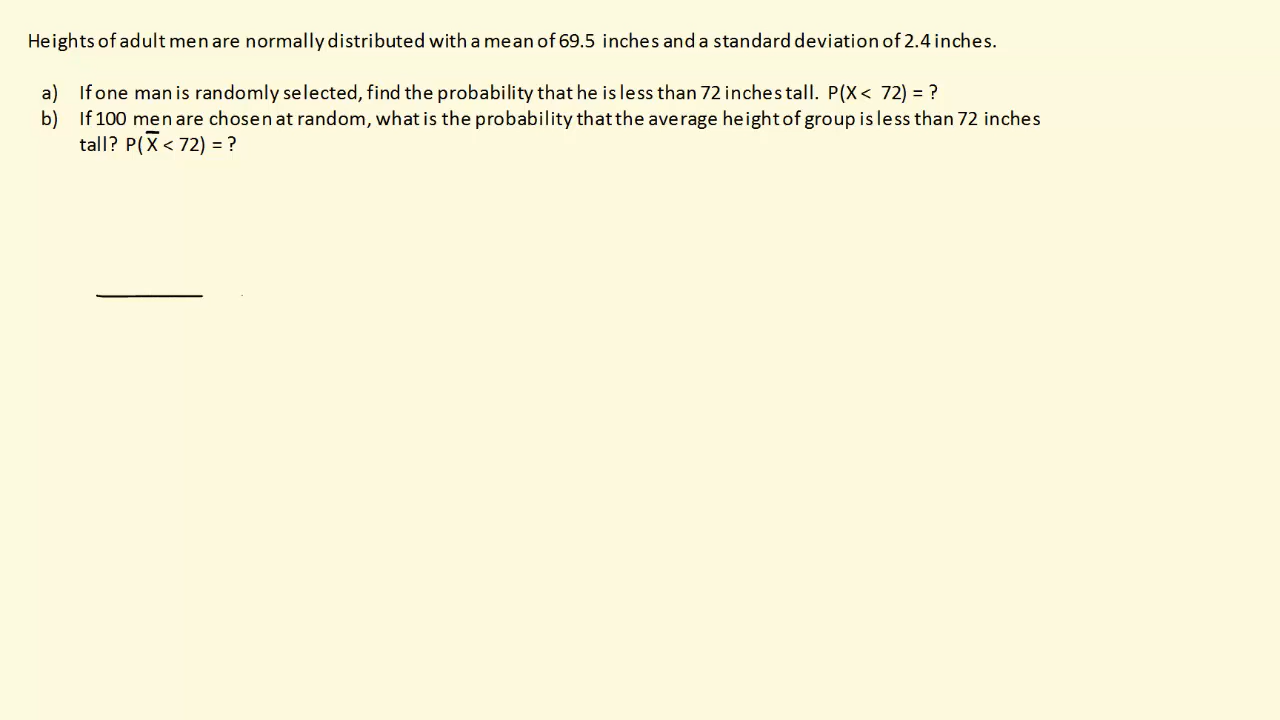 Heights of adult men are normally distributed with a mean of 69.5 inches and a standard deviation of 2.4 inches.
a) If one man is randomly selected, find the probability that he is less than 72 inches tall. P(X < 72) = ?
b) If 100 men are chosen at random, what is the probability that the average height of group is less than 72 inches
tall? P( X̄ < 72) = ?